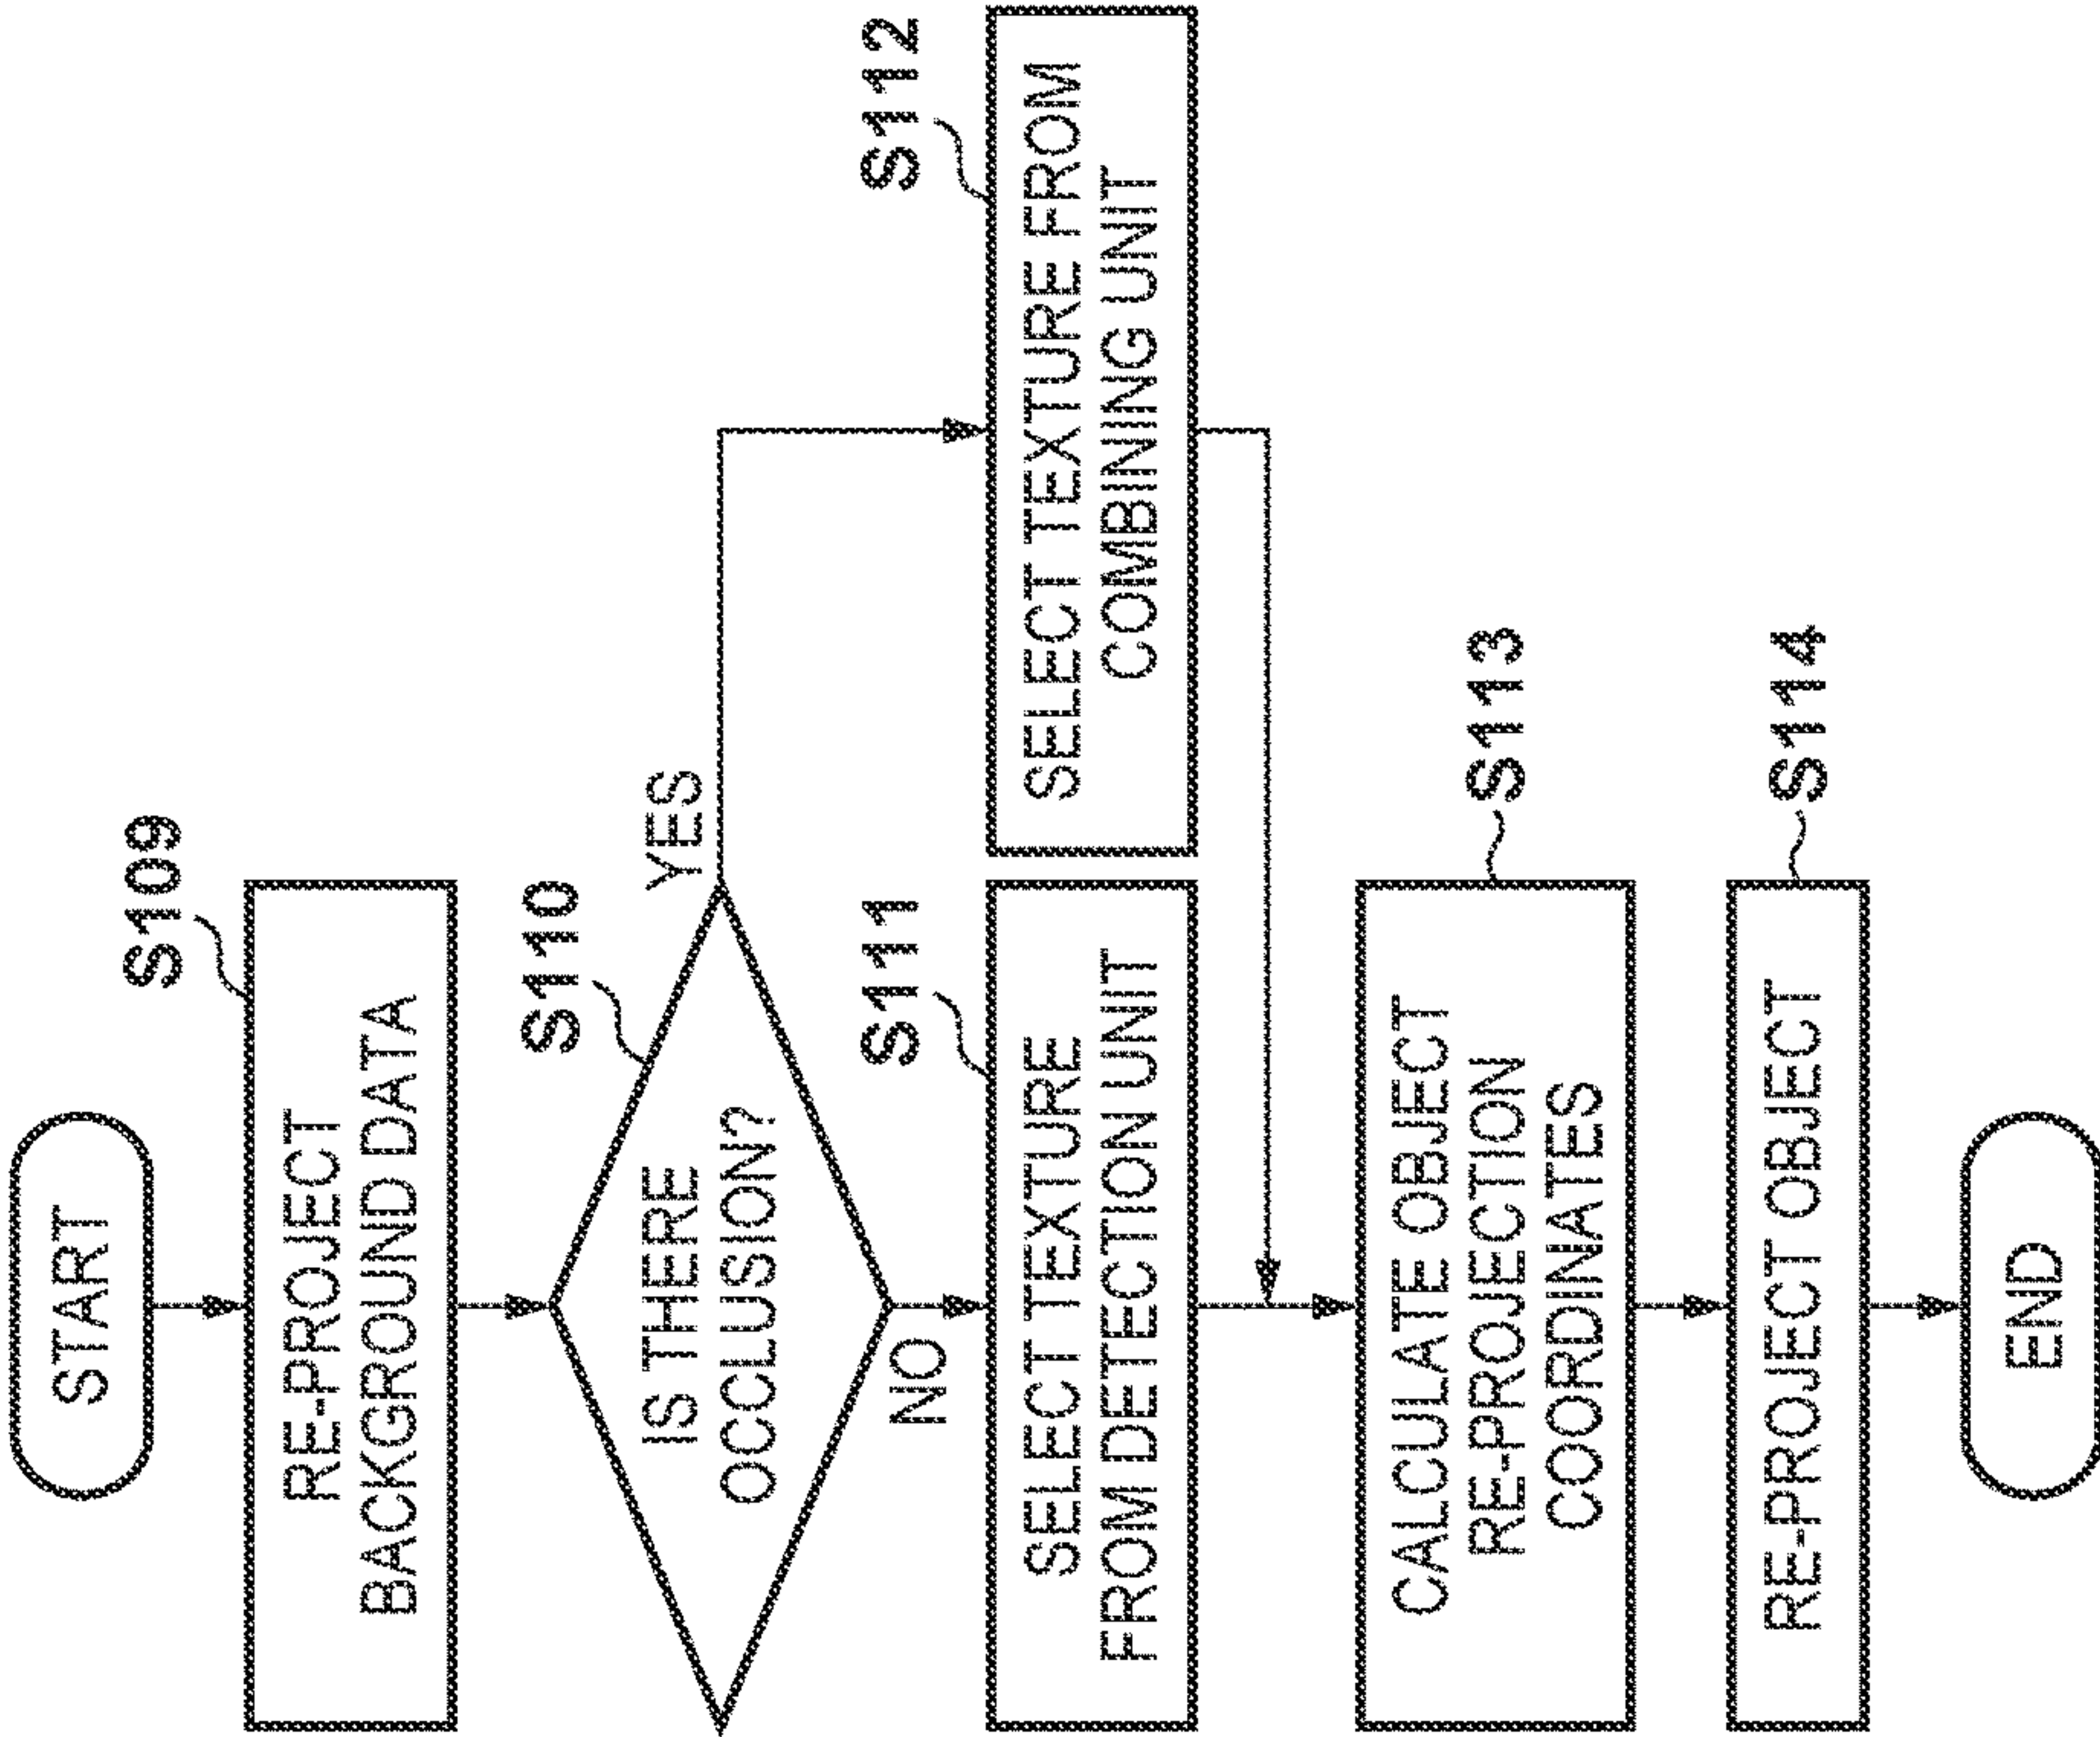 START
S109
RE-PROJECT
BACKGROUND DATA
S110
IS THERE
OCCLUSION?
YES
NO
S111
SELECT TEXTURE
FROM DETECTION UNIT
S112
SELECT TEXTURE FROM
COMBINING UNIT
S113
CALCULATE OBJECT
RE-PROJECTION
COORDINATES
S114
RE-PROJECT OBJECT
END